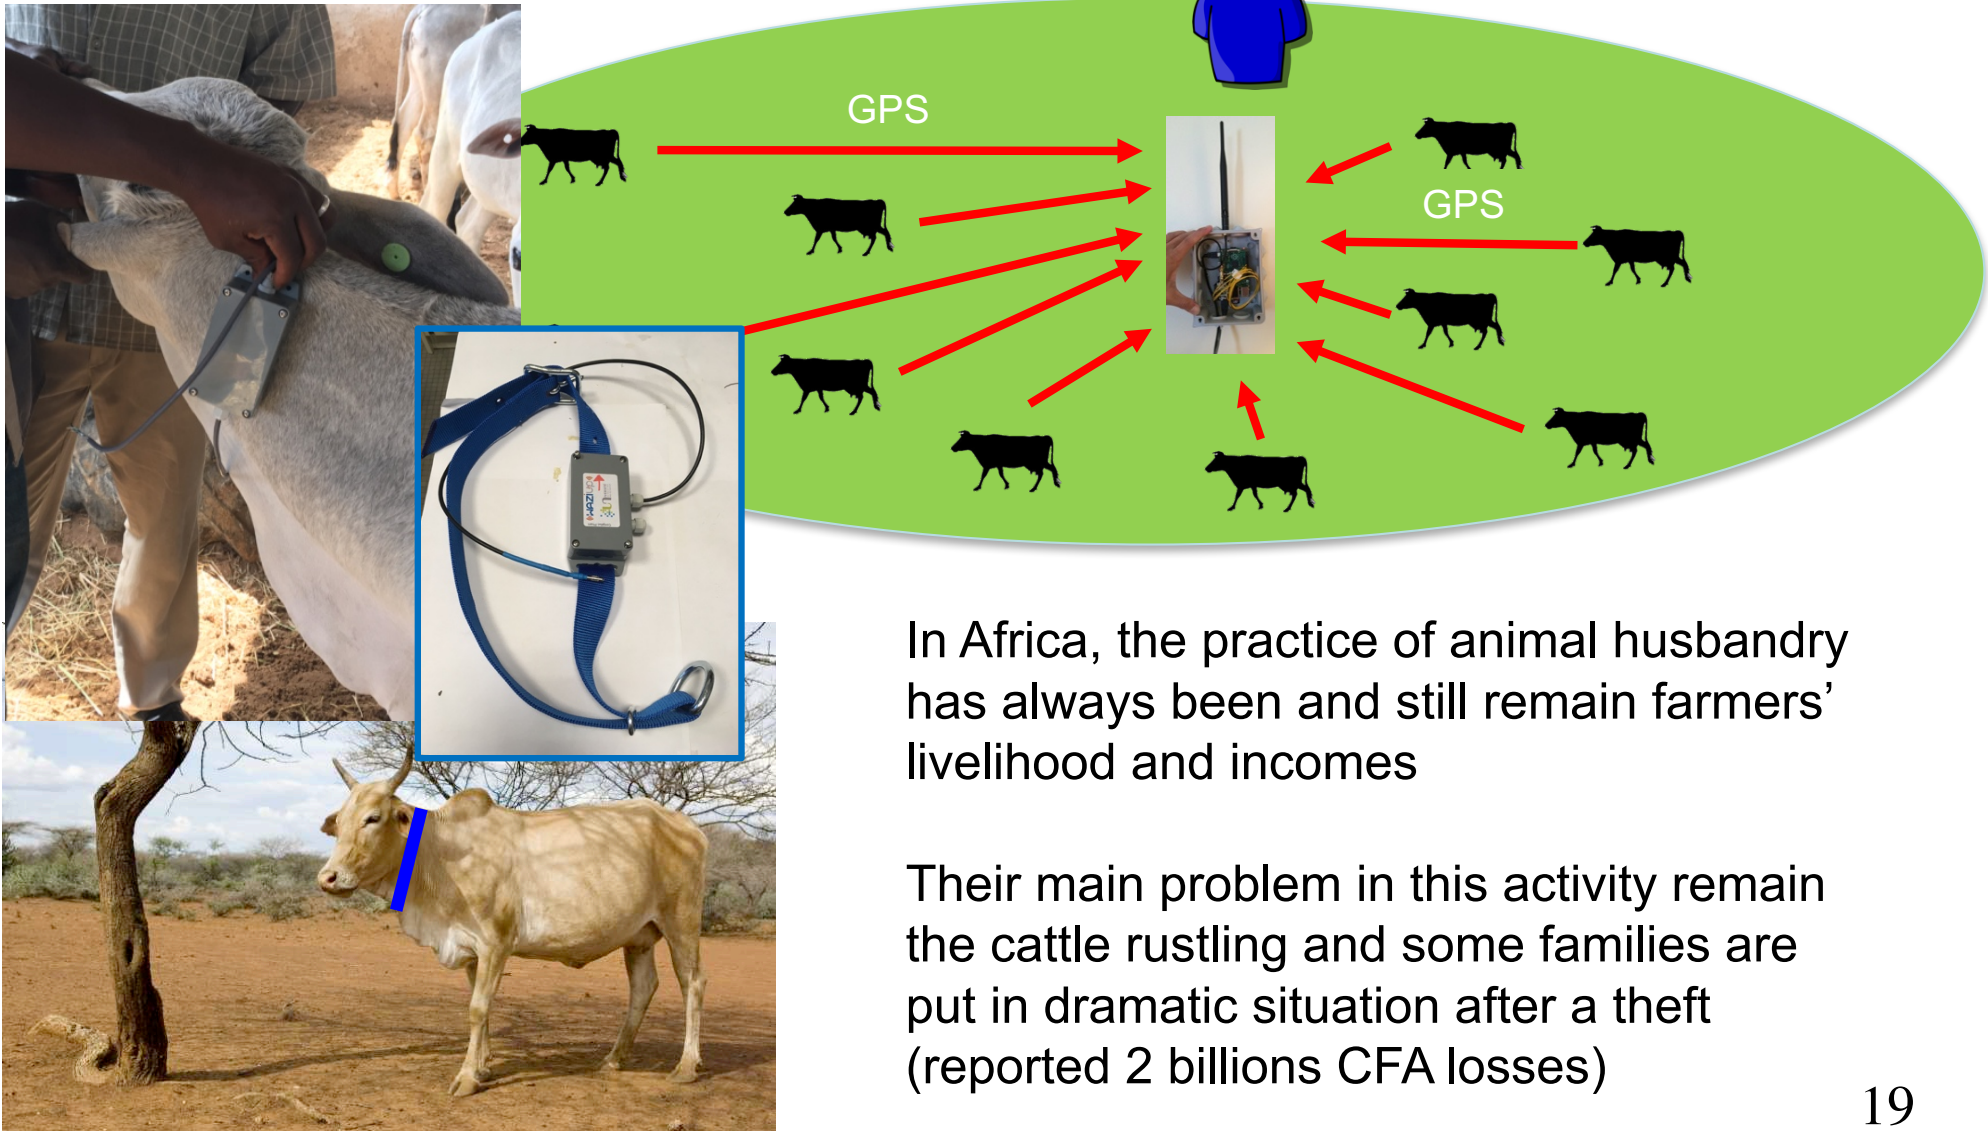 GPS
GPS
WAZIUP
In Africa, the practice of animal husbandry
has always been and still remain farmers’
livelihood and incomes
Their main problem in this activity remain
the cattle rustling and some families are
put in dramatic situation after a theft
(reported 2 billions CFA losses)
19